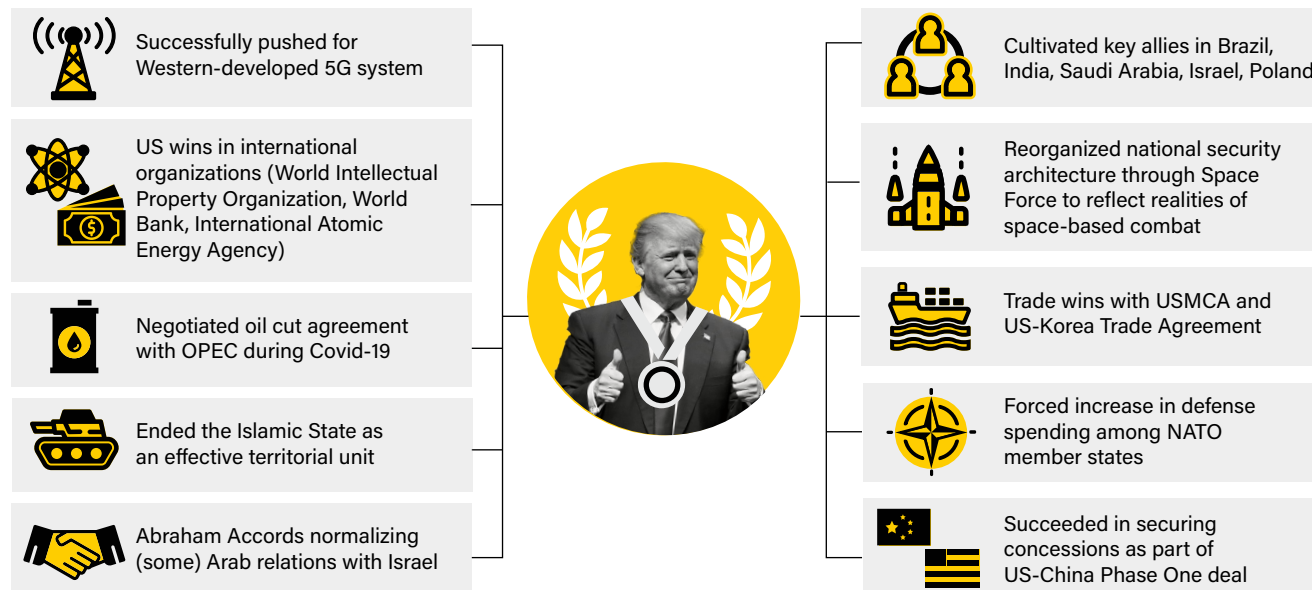 Successfully pushed for
Western-developed 5G system
US wins in international
organizations (World Intellectual
Property Organization, World
Bank, International Atomic
Energy Agency)
$
Negotiated oil cut agreement
with OPEC during Covid-19
Ended the Islamic State as
an effective territorial unit
Abraham Accords normalizing
(some) Arab relations with Israel
Cultivated key allies in Brazil,
India, Saudi Arabia, Israel, Poland
Reorganized national security
architecture through Space
Force to reflect realities of
space-based combat
Trade wins with USMCA and
US-Korea Trade Agreement
Forced increase in defense
spending among NATO
member states
Succeeded in securing
concessions as part of
US-China Phase One deal